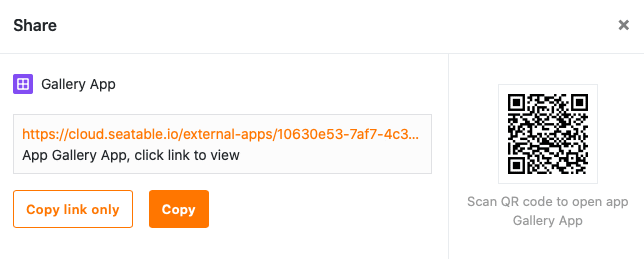 Share
Gallery App
https://cloud.seatable.io/external-apps/10630e53-7af7-4c3...
App Gallery App, click link to view
Copy link only
Copy
Scan QR code to open app
Gallery App